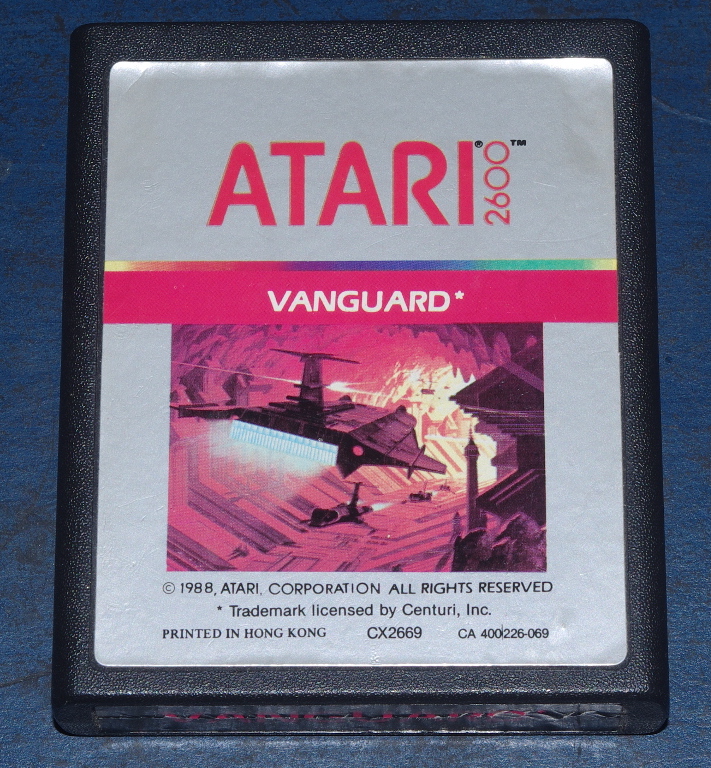 ATARI® 2600™
VANGUARD*
© 1988, ATARI, CORPORATION ALL RIGHTS RESERVED
* Trademark licensed by Centuri, Inc.
PRINTED IN HONG KONG CX2669 CA 400226-069